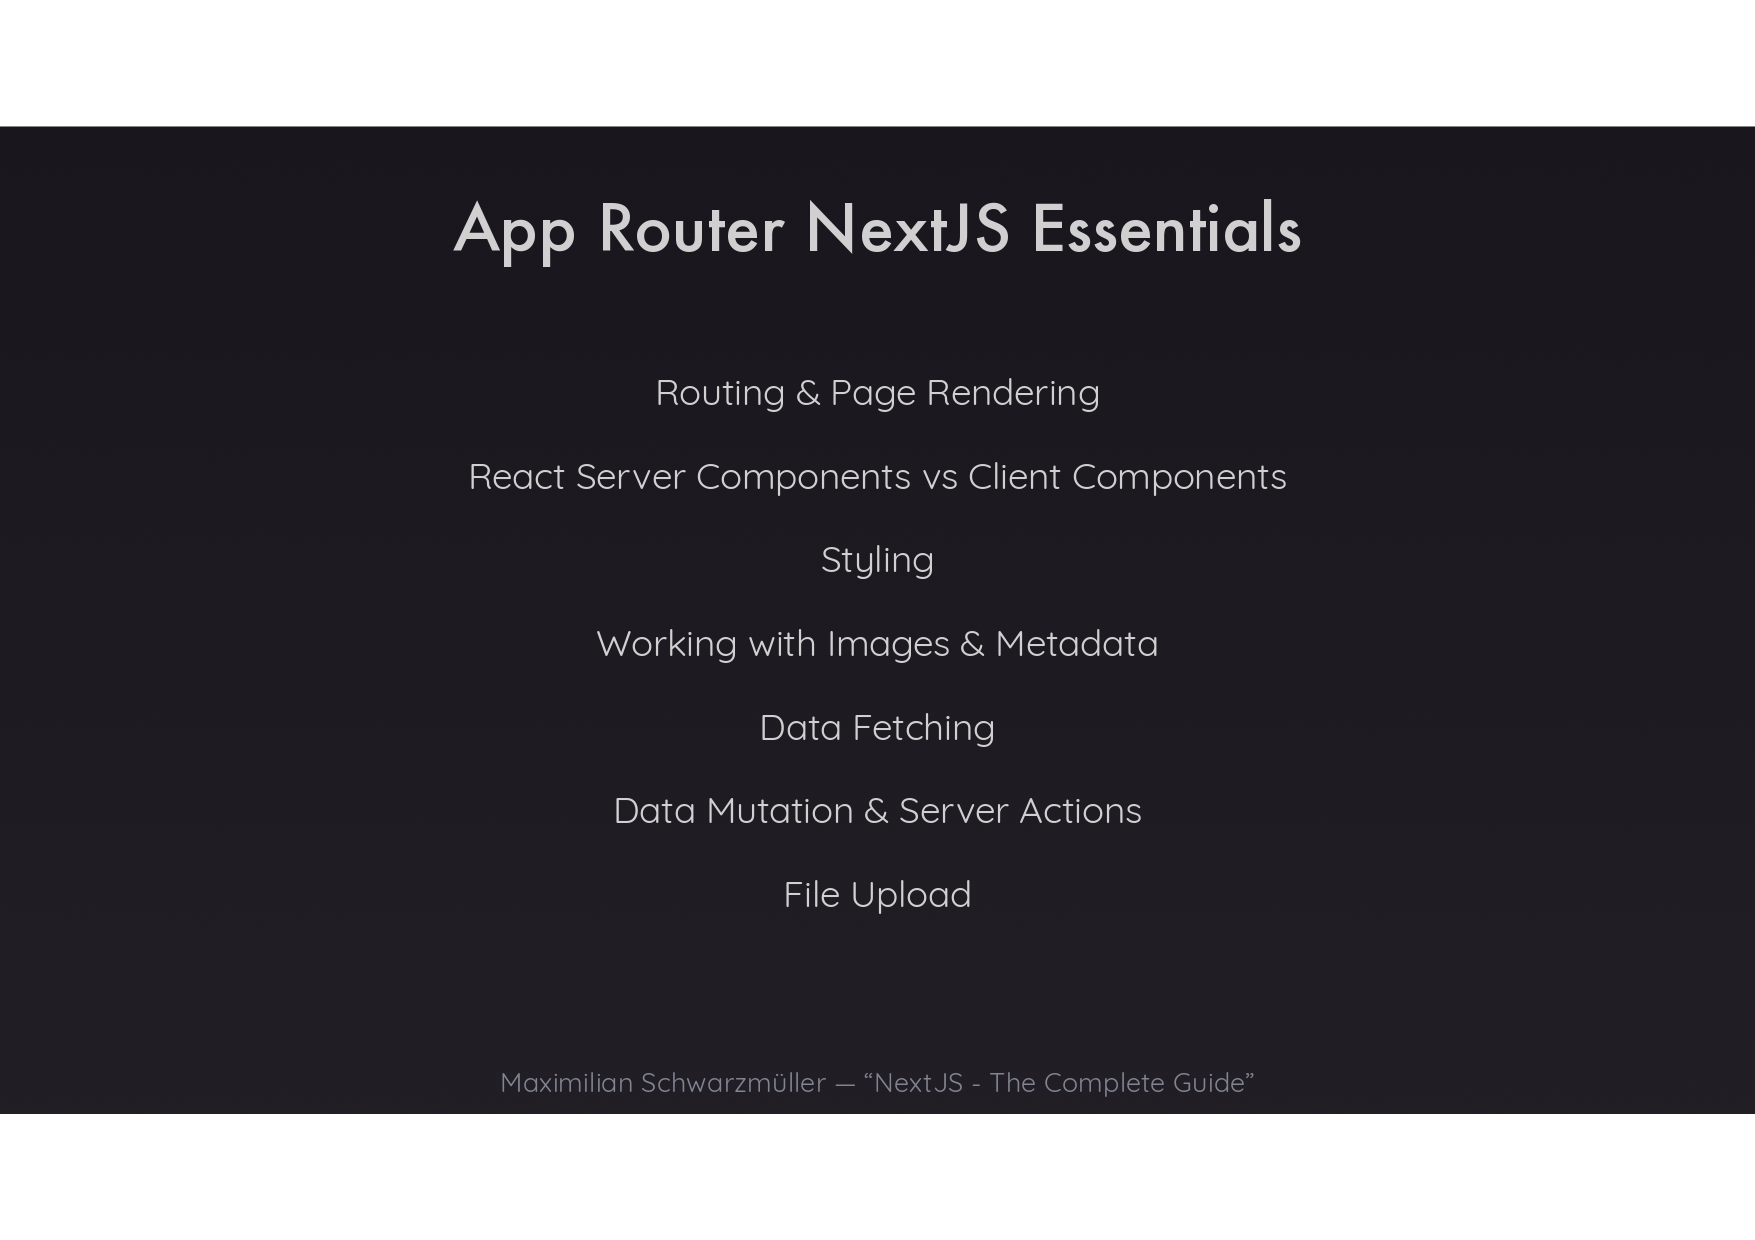 App Router NextJS Essentials
Routing & Page Rendering
React Server Components vs Client Components
Styling
Working with Images & Metadata
Data Fetching
Data Mutation & Server Actions
File Upload
Maximilian Schwarzmüller — “NextJS - The Complete Guide”